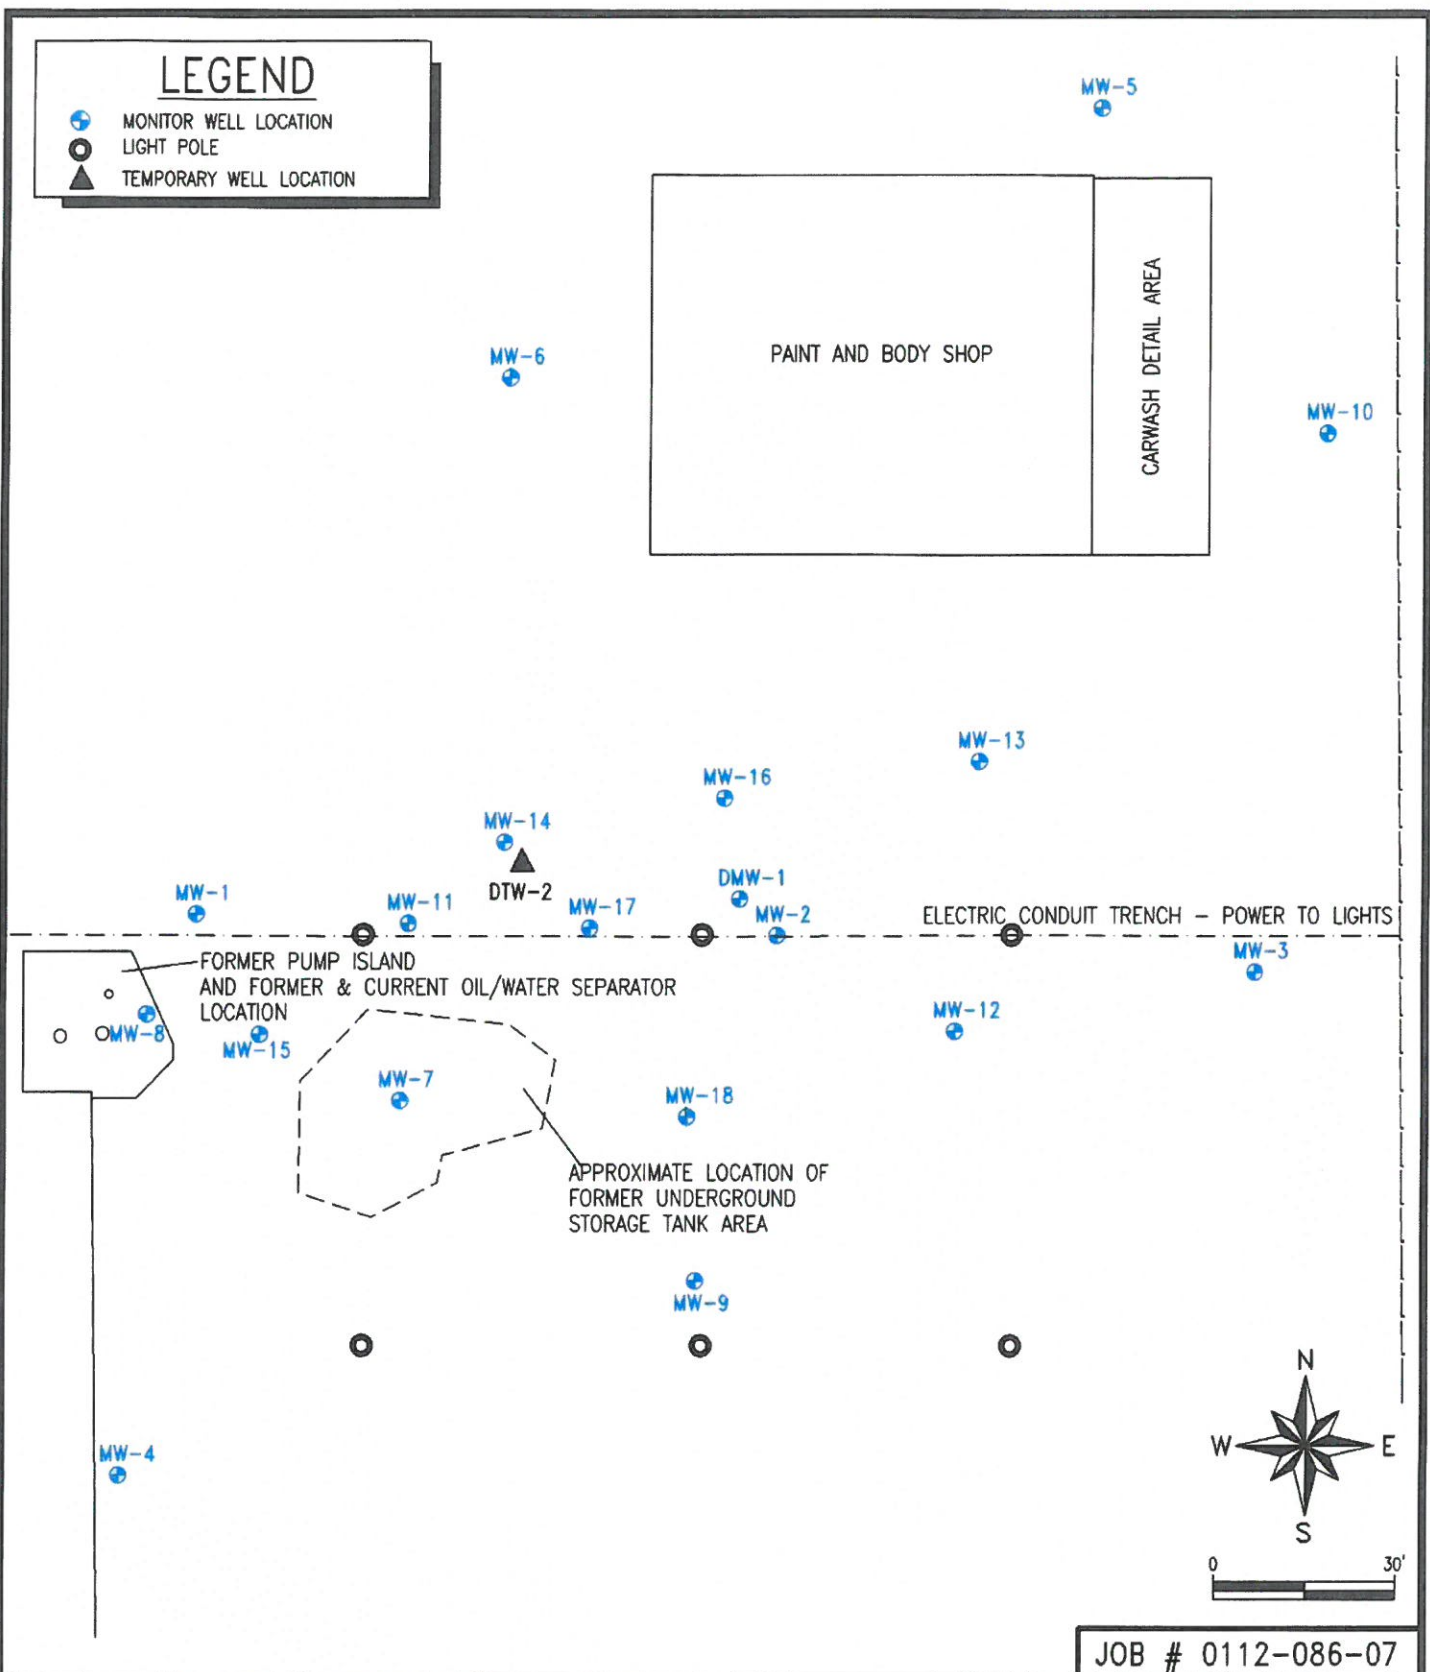 LEGEND
MONITOR WELL LOCATION
LIGHT POLE
TEMPORARY WELL LOCATION
MW-5
PAINT AND BODY SHOP
CARWASH DETAIL AREA
MW-6
MW-10
MW-13
MW-16
MW-14
DTW-2
DMW-1
MW-1
MW-11
MW-17
MW-2
ELECTRIC CONDUIT TRENCH - POWER TO LIGHTS
MW-3
FORMER PUMP ISLAND
AND FORMER & CURRENT OIL/WATER SEPARATOR
LOCATION
MW-8
MW-15
MW-12
MW-7
MW-18
APPROXIMATE LOCATION OF
FORMER UNDERGROUND
STORAGE TANK AREA
MW-9
MW-4
N
W
E
S
0 30'
JOB # 0112-086-07